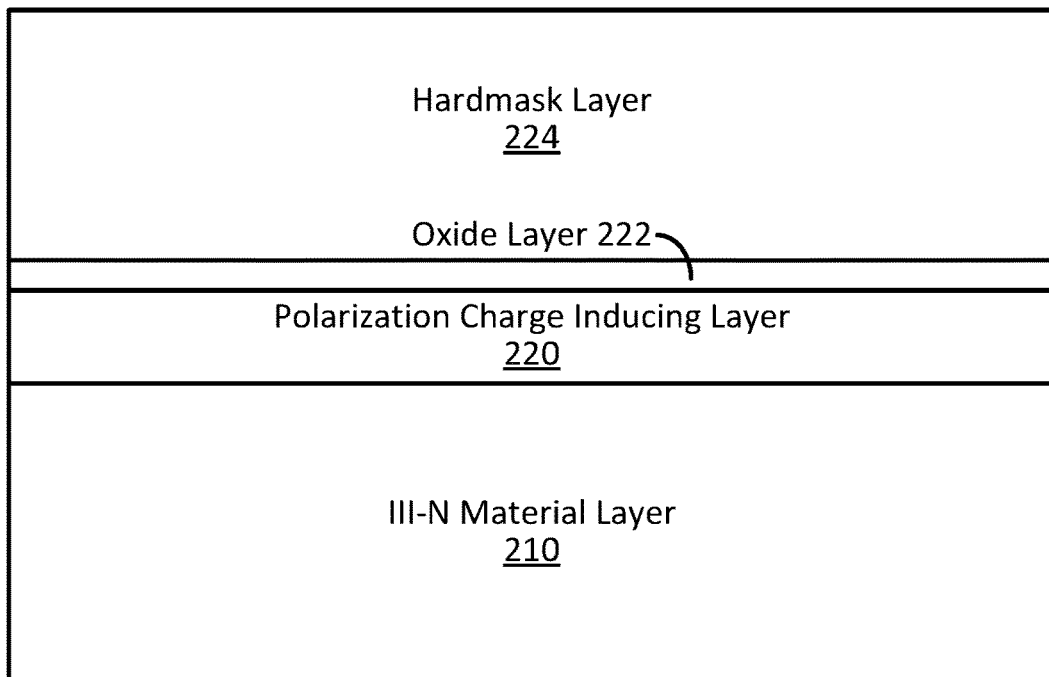 Hardmask Layer
224
Oxide Layer 222
Polarization Charge Inducing Layer
220
III-N Material Layer
210